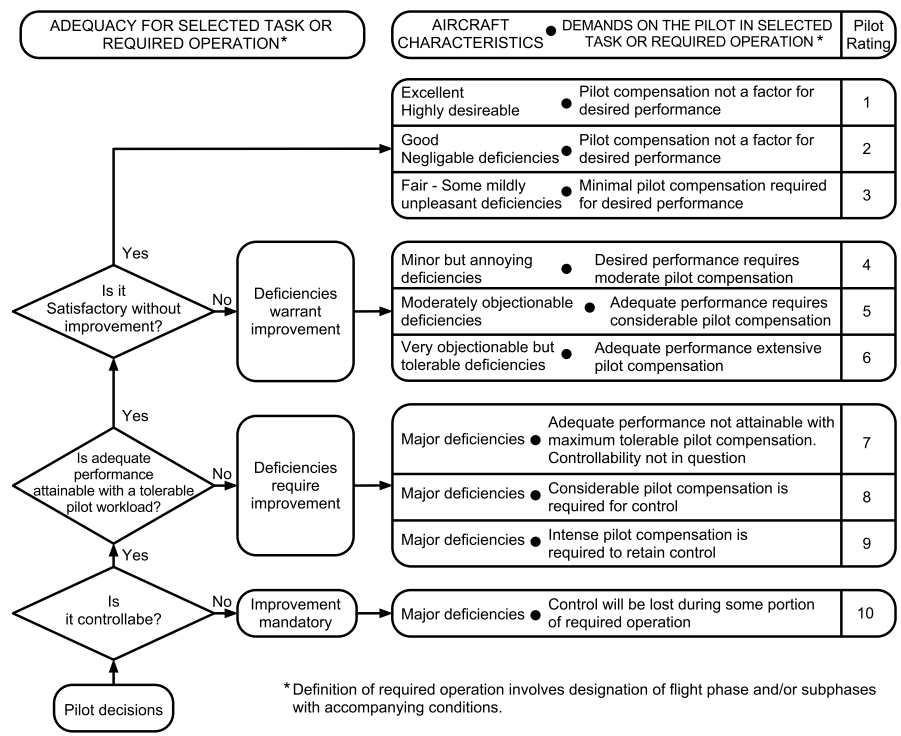 ADEQUACY FOR SELECTED TASK OR
REQUIRED OPERATION*
AIRCRAFT
CHARACTERISTICS
● DEMANDS ON THE PILOT IN SELECTED
TASK OR REQUIRED OPERATION *
Pilot
Rating
Excellent
Highly desireable
● Pilot compensation not a factor for
desired performance
1
Good
Negligable deficiencies
● Pilot compensation not a factor for
desired performance
2
Fair - Some mildly
unpleasant deficiencies
● Minimal pilot compensation required
for desired performance
3
Yes
Is it
Satisfactory without
improvement?
No
Deficiencies
warrant
improvement
Minor but annoying
deficiencies
● Desired performance requires
moderate pilot compensation
4
Moderately objectionable
deficiencies
● Adequate performance requires
considerable pilot compensation
5
Very objectionable but
tolerable deficiencies
● Adequate performance extensive
pilot compensation
6
Yes
Is adequate
performance
attainable with a tolerable
pilot workload?
No
Deficiencies
require
improvement
Major deficiencies
● Adequate performance not attainable with
maximum tolerable pilot compensation.
Controllability not in question
7
Major deficiencies
● Considerable pilot compensation is
required for control
8
Major deficiencies
● Intense pilot compensation is
required to retain control
9
Yes
Is
it controllabe?
No
Improvement
mandatory
Major deficiencies
● Control will be lost during some portion
of required operation
10
Pilot decisions
* Definition of required operation involves designation of flight phase and/or subphases
with accompanying conditions.